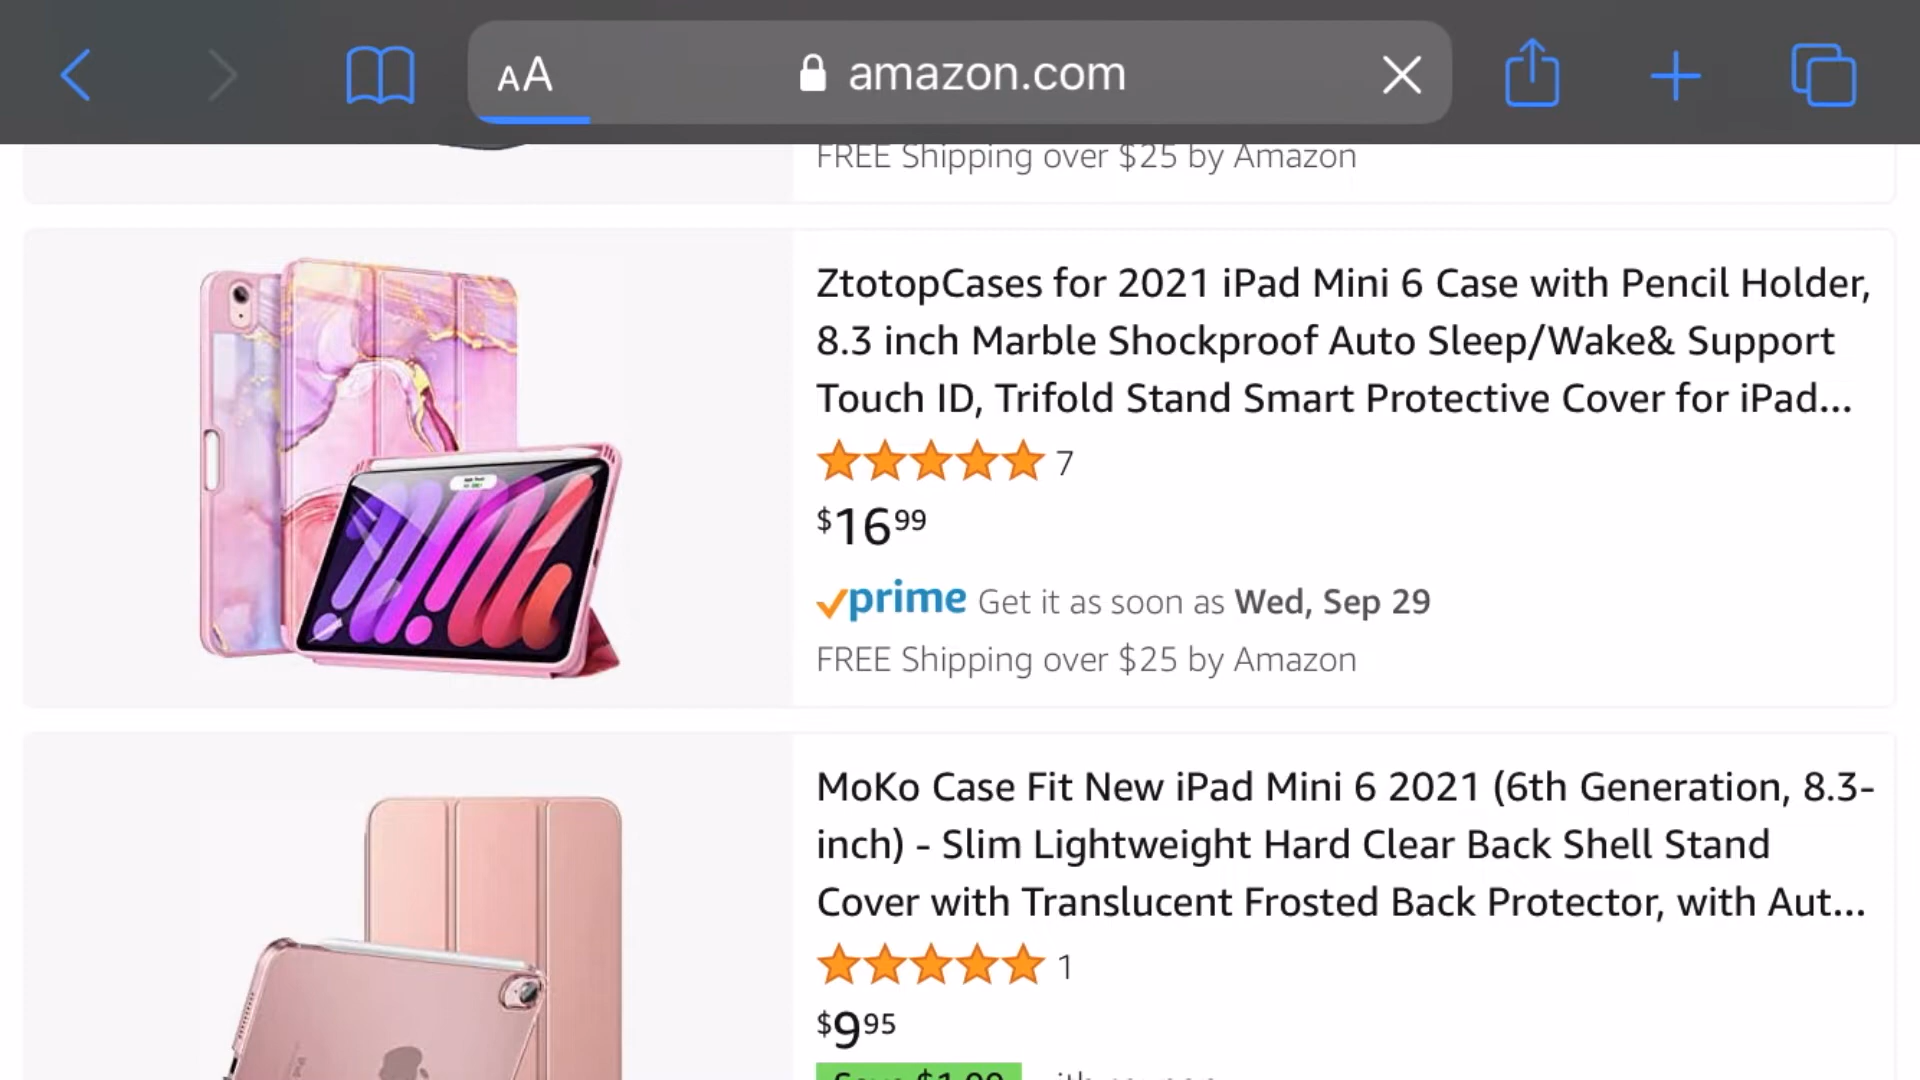 AA amazon.com
FREE Shipping over $25 by Amazon
ZtotopCases for 2021 iPad Mini 6 Case with Pencil Holder,
8.3 inch Marble Shockproof Auto Sleep/Wake& Support
Touch ID, Trifold Stand Smart Protective Cover for iPad...
7
$16.99
prime Get it as soon as Wed, Sep 29
FREE Shipping over $25 by Amazon
MoKo Case Fit New iPad Mini 6 2021 (6th Generation, 8.3-
inch) - Slim Lightweight Hard Clear Back Shell Stand
Cover with Translucent Frosted Back Protector, with Aut...
1
$9.95